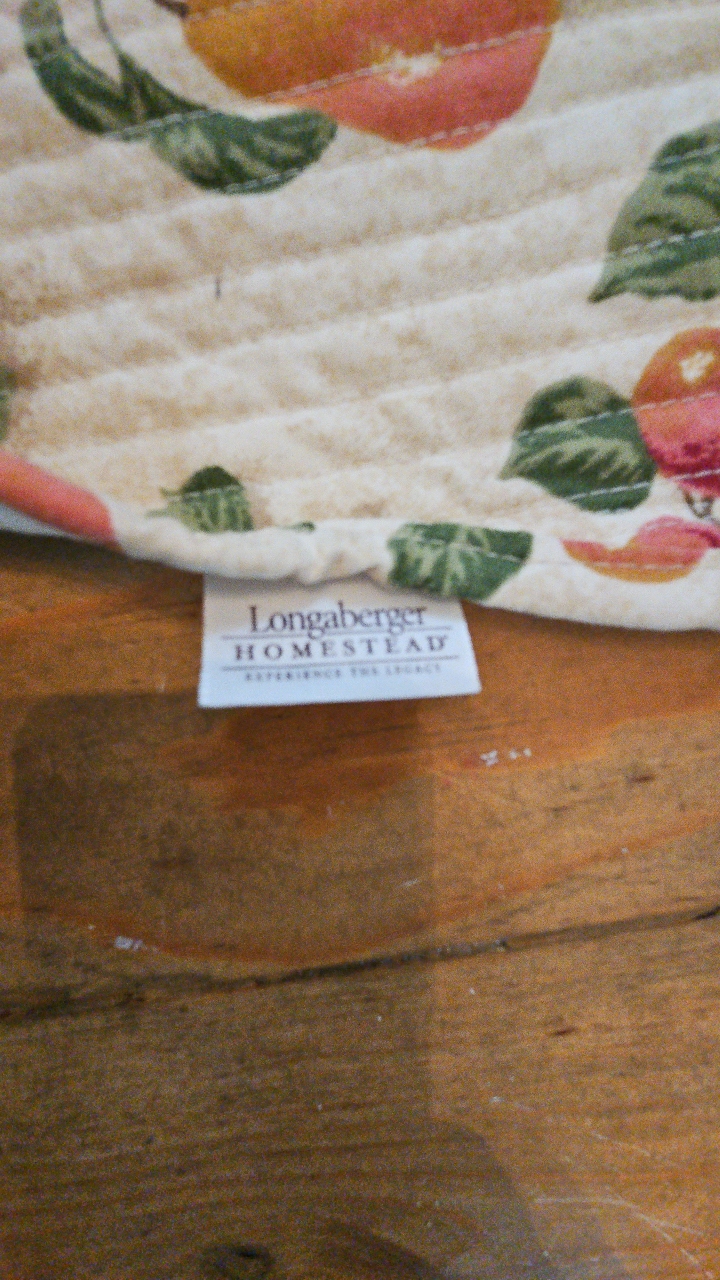 Longaberger
HOMESTEAD®
EXPERIENCE THE LEGACY